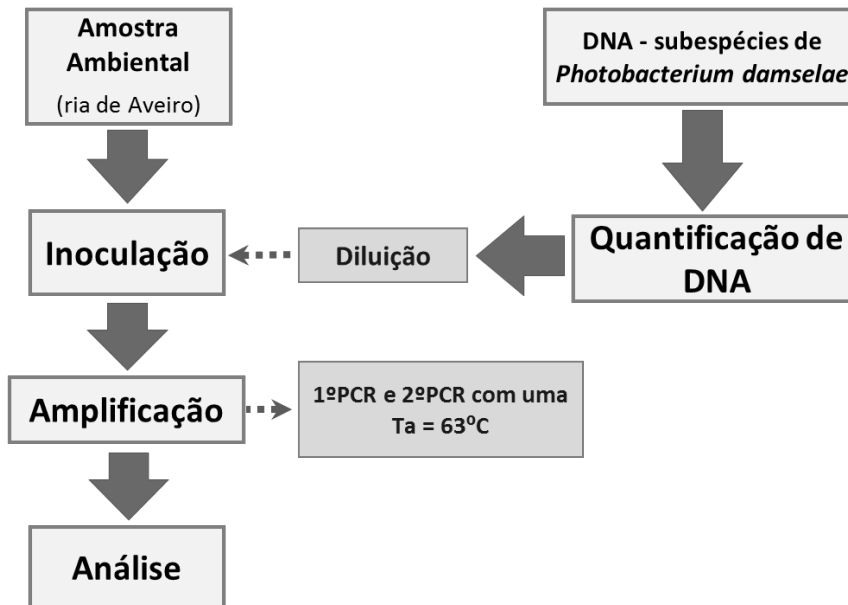 Amostra
Ambiental
(ria de Aveiro)
DNA - subespécies de
Photobacterium damselae
Inoculação
Diluição
Quantificação de
DNA
Amplificação
1ºPCR e 2ºPCR com uma
Ta = 63ºC
Análise